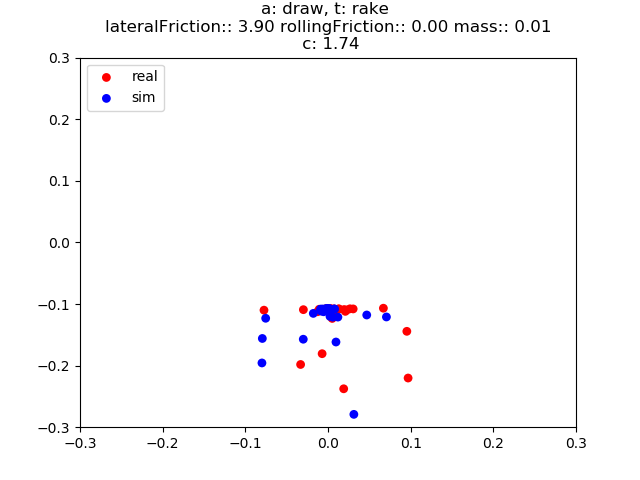 a: draw, t: rake
lateralFriction:: 3.90 rollingFriction:: 0.00 mass:: 0.01
c: 1.74
real
sim
0.3
0.2
0.1
0.0
−0.1
−0.2
−0.3
−0.3 −0.2 −0.1 0.0 0.1 0.2 0.3